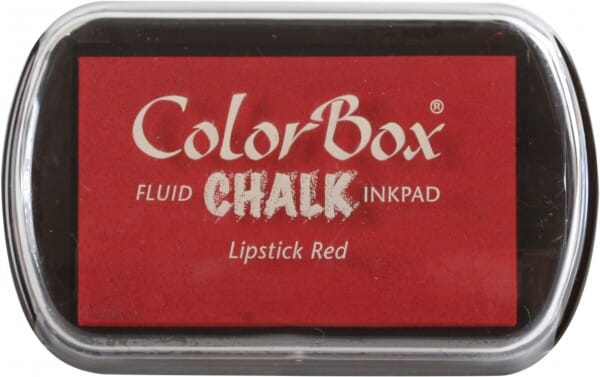 ColorBox®
FLUID CHALK INKPAD
Lipstick Red